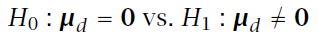 H₀ : μ_d = 0 vs. H₁ : μ_d ≠ 0